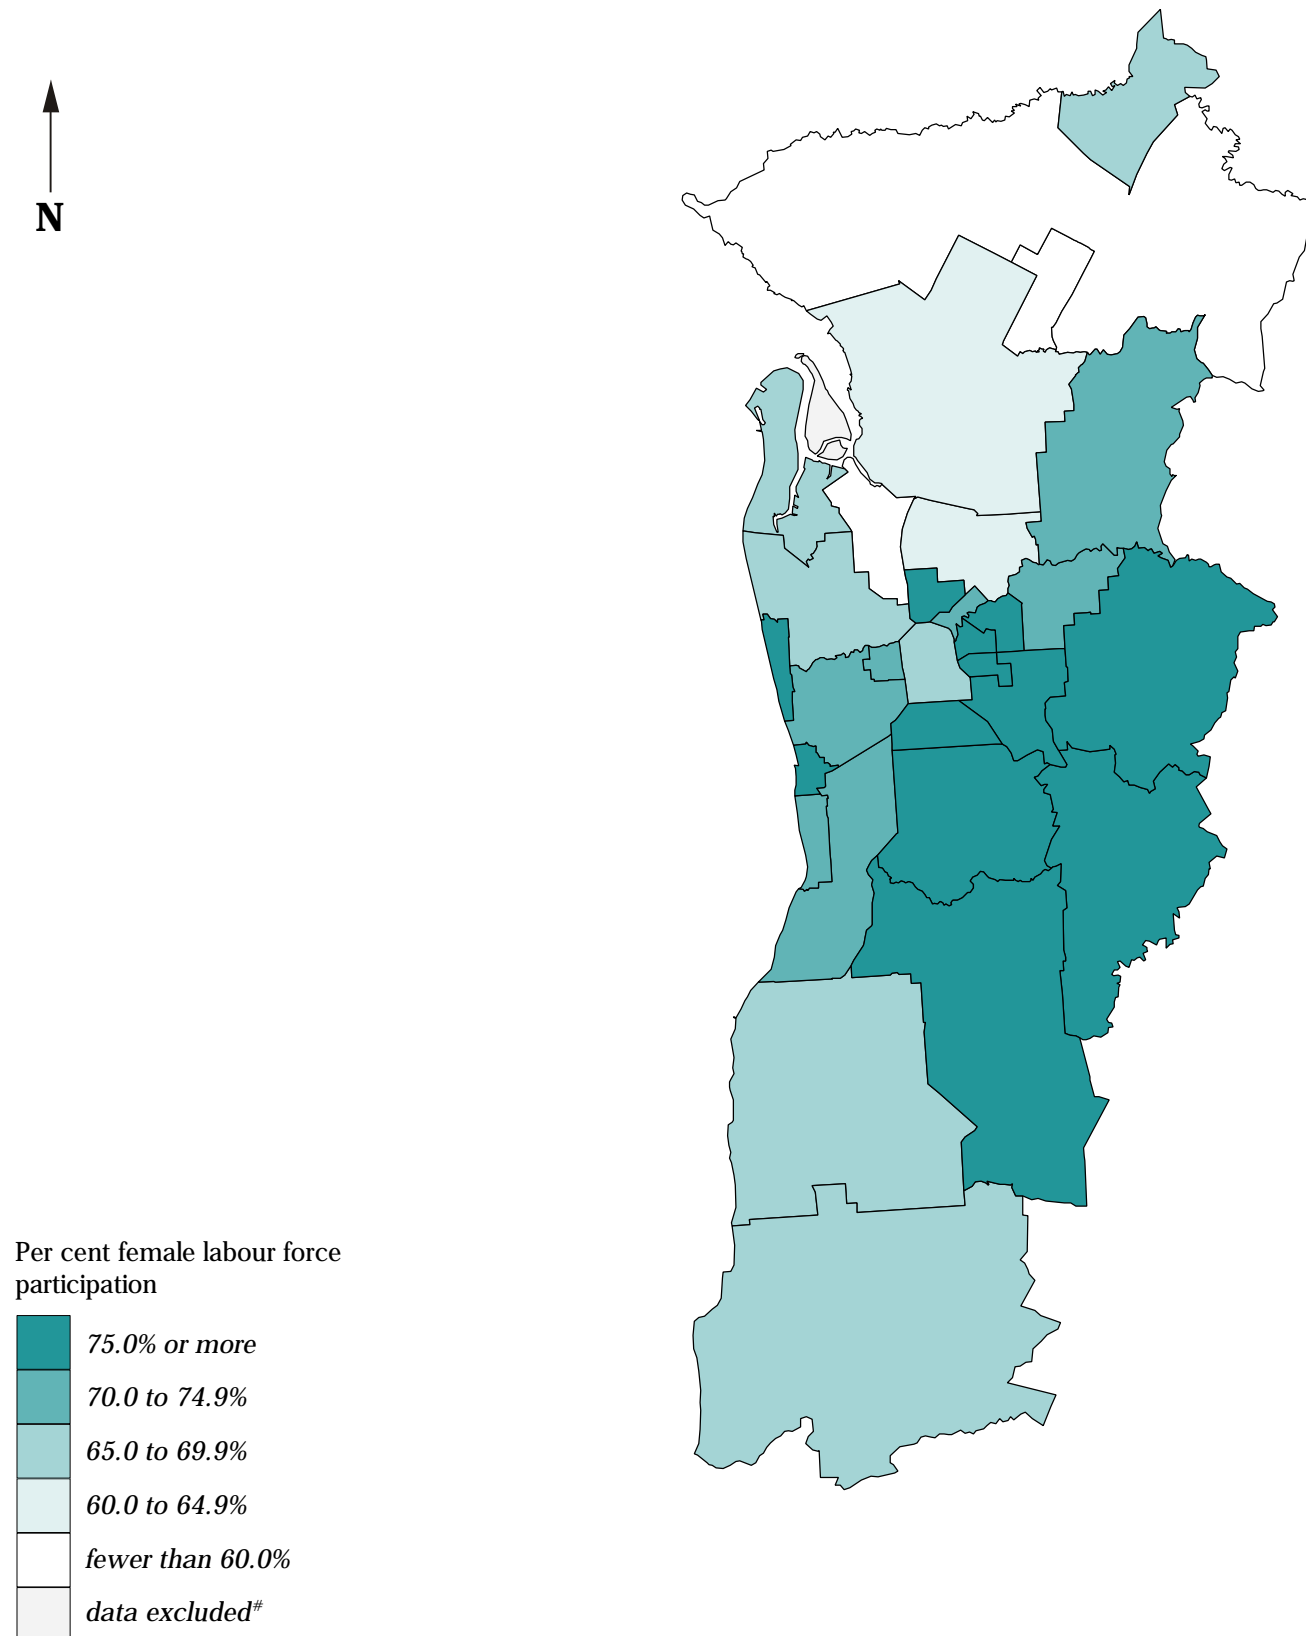 N
Per cent female labour force
participation
75.0% or more
70.0 to 74.9%
65.0 to 69.9%
60.0 to 64.9%
fewer than 60.0%
data excluded#